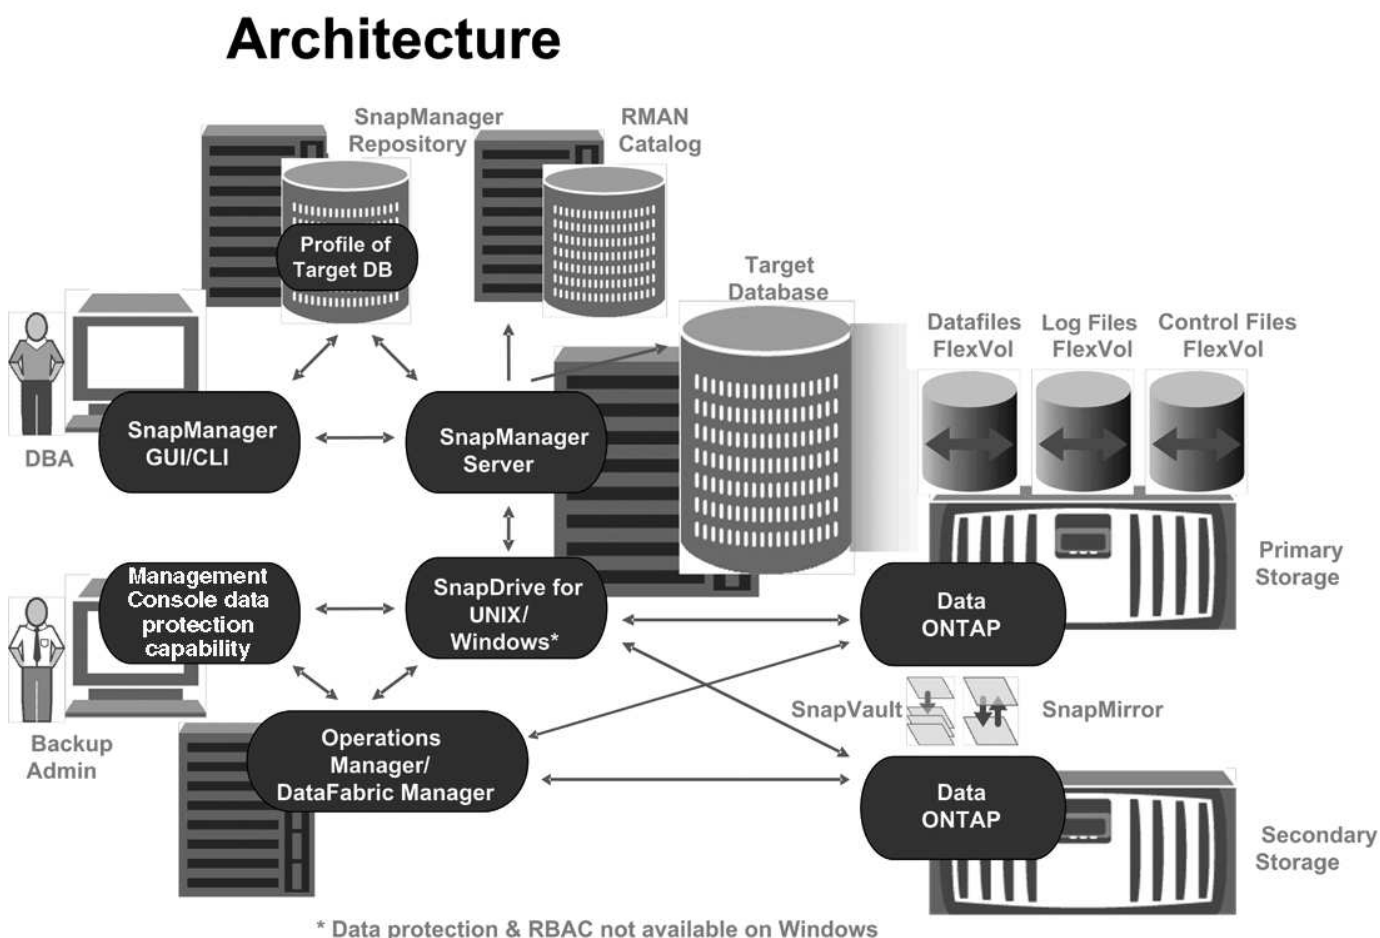 Architecture
SnapManager
Repository
RMAN
Catalog
Profile of
Target DB
Target
Database
Datafiles
FlexVol
Log Files
FlexVol
Control Files
FlexVol
DBA
SnapManager
GUI/CLI
SnapManager
Server
Primary
Storage
Management
Console data
protection
capability
SnapDrive for
UNIX/
Windows*
Data
ONTAP
SnapVault
SnapMirror
Backup
Admin
Operations
Manager/
DataFabric Manager
Data
ONTAP
Secondary
Storage
* Data protection & RBAC not available on Windows